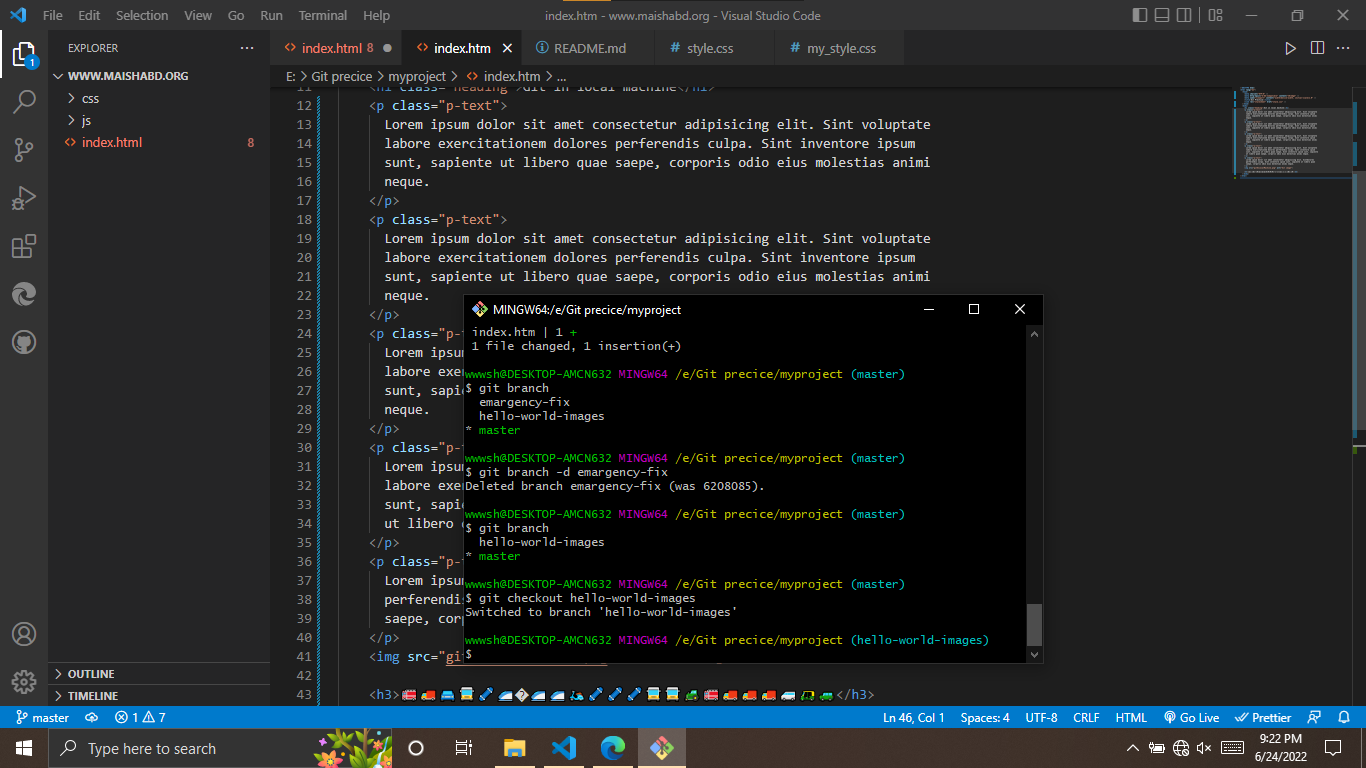 File Edit Selection View Go Run Terminal Help index.htm - www.maishabd.org - Visual Studio Code
EXPLORER ...
index.html 8 index.htm README.md style.css my_style.css
1
WWW.MAISHABD.ORG
css
js
index.html 8
E: > Git precice > myproject > index.htm > ...
11 <h1 class="heading">Git in local machine</h1>
12 <p class="p-text">
13 Lorem ipsum dolor sit amet consectetur adipisicing elit. Sint voluptate
14 labore exercitationem dolores perferendis culpa. Sint inventore ipsum
15 sunt, sapiente ut libero quae saepe, corporis odio eius molestias animi
16 neque.
17 </p>
18 <p class="p-text">
19 Lorem ipsum dolor sit amet consectetur adipisicing elit. Sint voluptate
20 labore exercitationem dolores perferendis culpa. Sint inventore ipsum
21 sunt, sapiente ut libero quae saepe, corporis odio eius molestias animi
22 neque.
23 </p>
24 <p class="p-t
25 Lorem ipsu
26 labore exe
27 sunt, sapi
28 neque.
29 </p>
30 <p class="p-t
31 Lorem ipsu
32 labore exe
33 sunt, sapi
34 ut libero
35 </p>
36 <p class="p-t
37 Lorem ipsu
38 perferendis
39 saepe, corp
40 </p>
41 <img src="gi
42
43 <h3>🚒🚚🚘🚍🚀🚄�🚄🚄🛵🚀🚀🚀🚍🚍🚜🚒🚚🚚🚚🚐🚖🚙</h3>
MINGW64:/e/Git precice/myproject
index.htm | 1 +
1 file changed, 1 insertion(+)
wwwsh@DESKTOP-AMCN632 MINGW64 /e/Git precice/myproject (master)
$ git branch
emargency-fix
hello-world-images
* master
wwwsh@DESKTOP-AMCN632 MINGW64 /e/Git precice/myproject (master)
$ git branch -d emargency-fix
Deleted branch emargency-fix (was 6208085).
wwwsh@DESKTOP-AMCN632 MINGW64 /e/Git precice/myproject (master)
$ git branch
hello-world-images
* master
wwwsh@DESKTOP-AMCN632 MINGW64 /e/Git precice/myproject (master)
$ git checkout hello-world-images
Switched to branch 'hello-world-images'
wwwsh@DESKTOP-AMCN632 MINGW64 /e/Git precice/myproject (hello-world-images)
$
OUTLINE
TIMELINE
master 1 7 Ln 46, Col 1 Spaces: 4 UTF-8 CRLF HTML Go Live Prettier
Type here to search
9:22 PM
6/24/2022